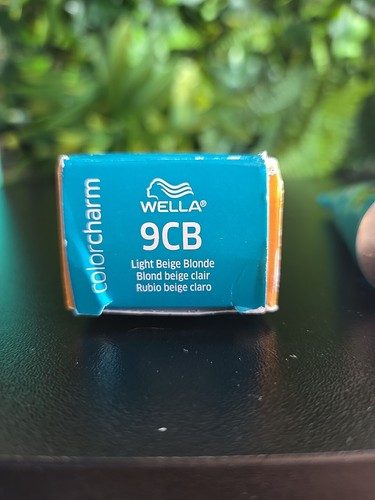 colorcharm
WELLA®
9CB
Light Beige Blonde
Blond beige clair
Rubio beige claro